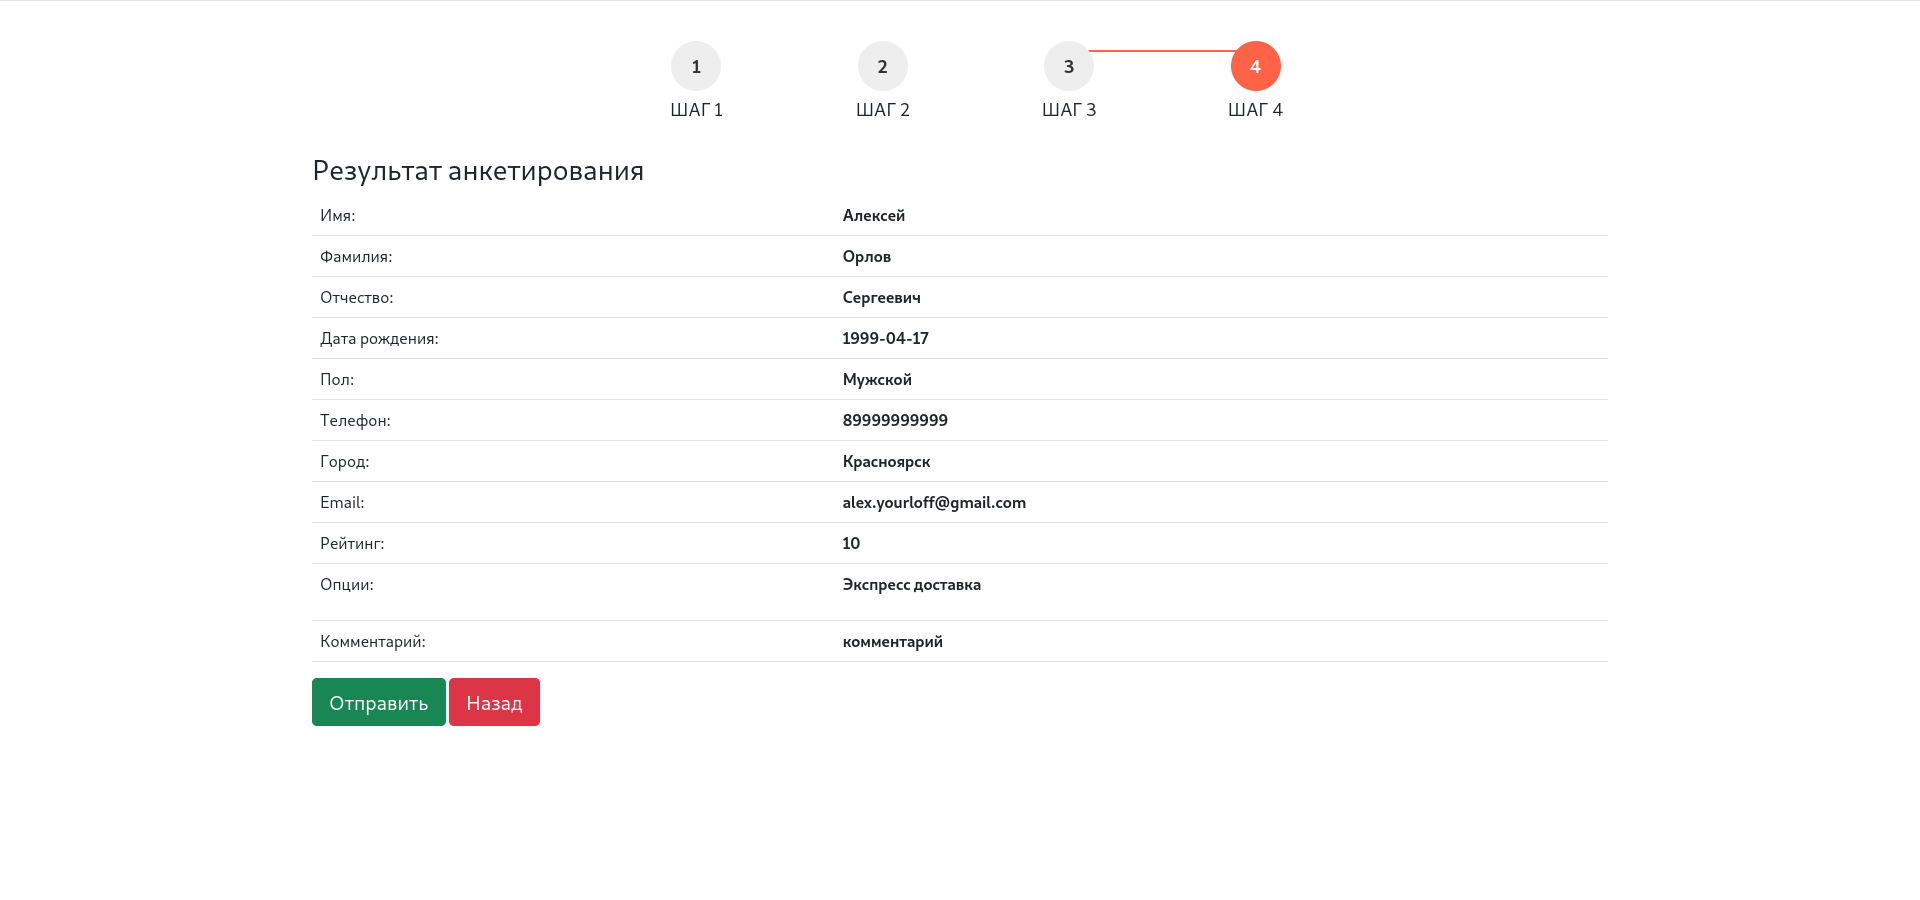 1 2 3 4
ШАГ 1 ШАГ 2 ШАГ 3 ШАГ 4
Результат анкетирования
Имя: Алексей
Фамилия: Орлов
Отчество: Сергеевич
Дата рождения: 1999-04-17
Пол: Мужской
Телефон: 89999999999
Город: Красноярск
Email: alex.yourloff@gmail.com
Рейтинг: 10
Опции: Экспресс доставка
Комментарий: комментарий
Отправить Назад